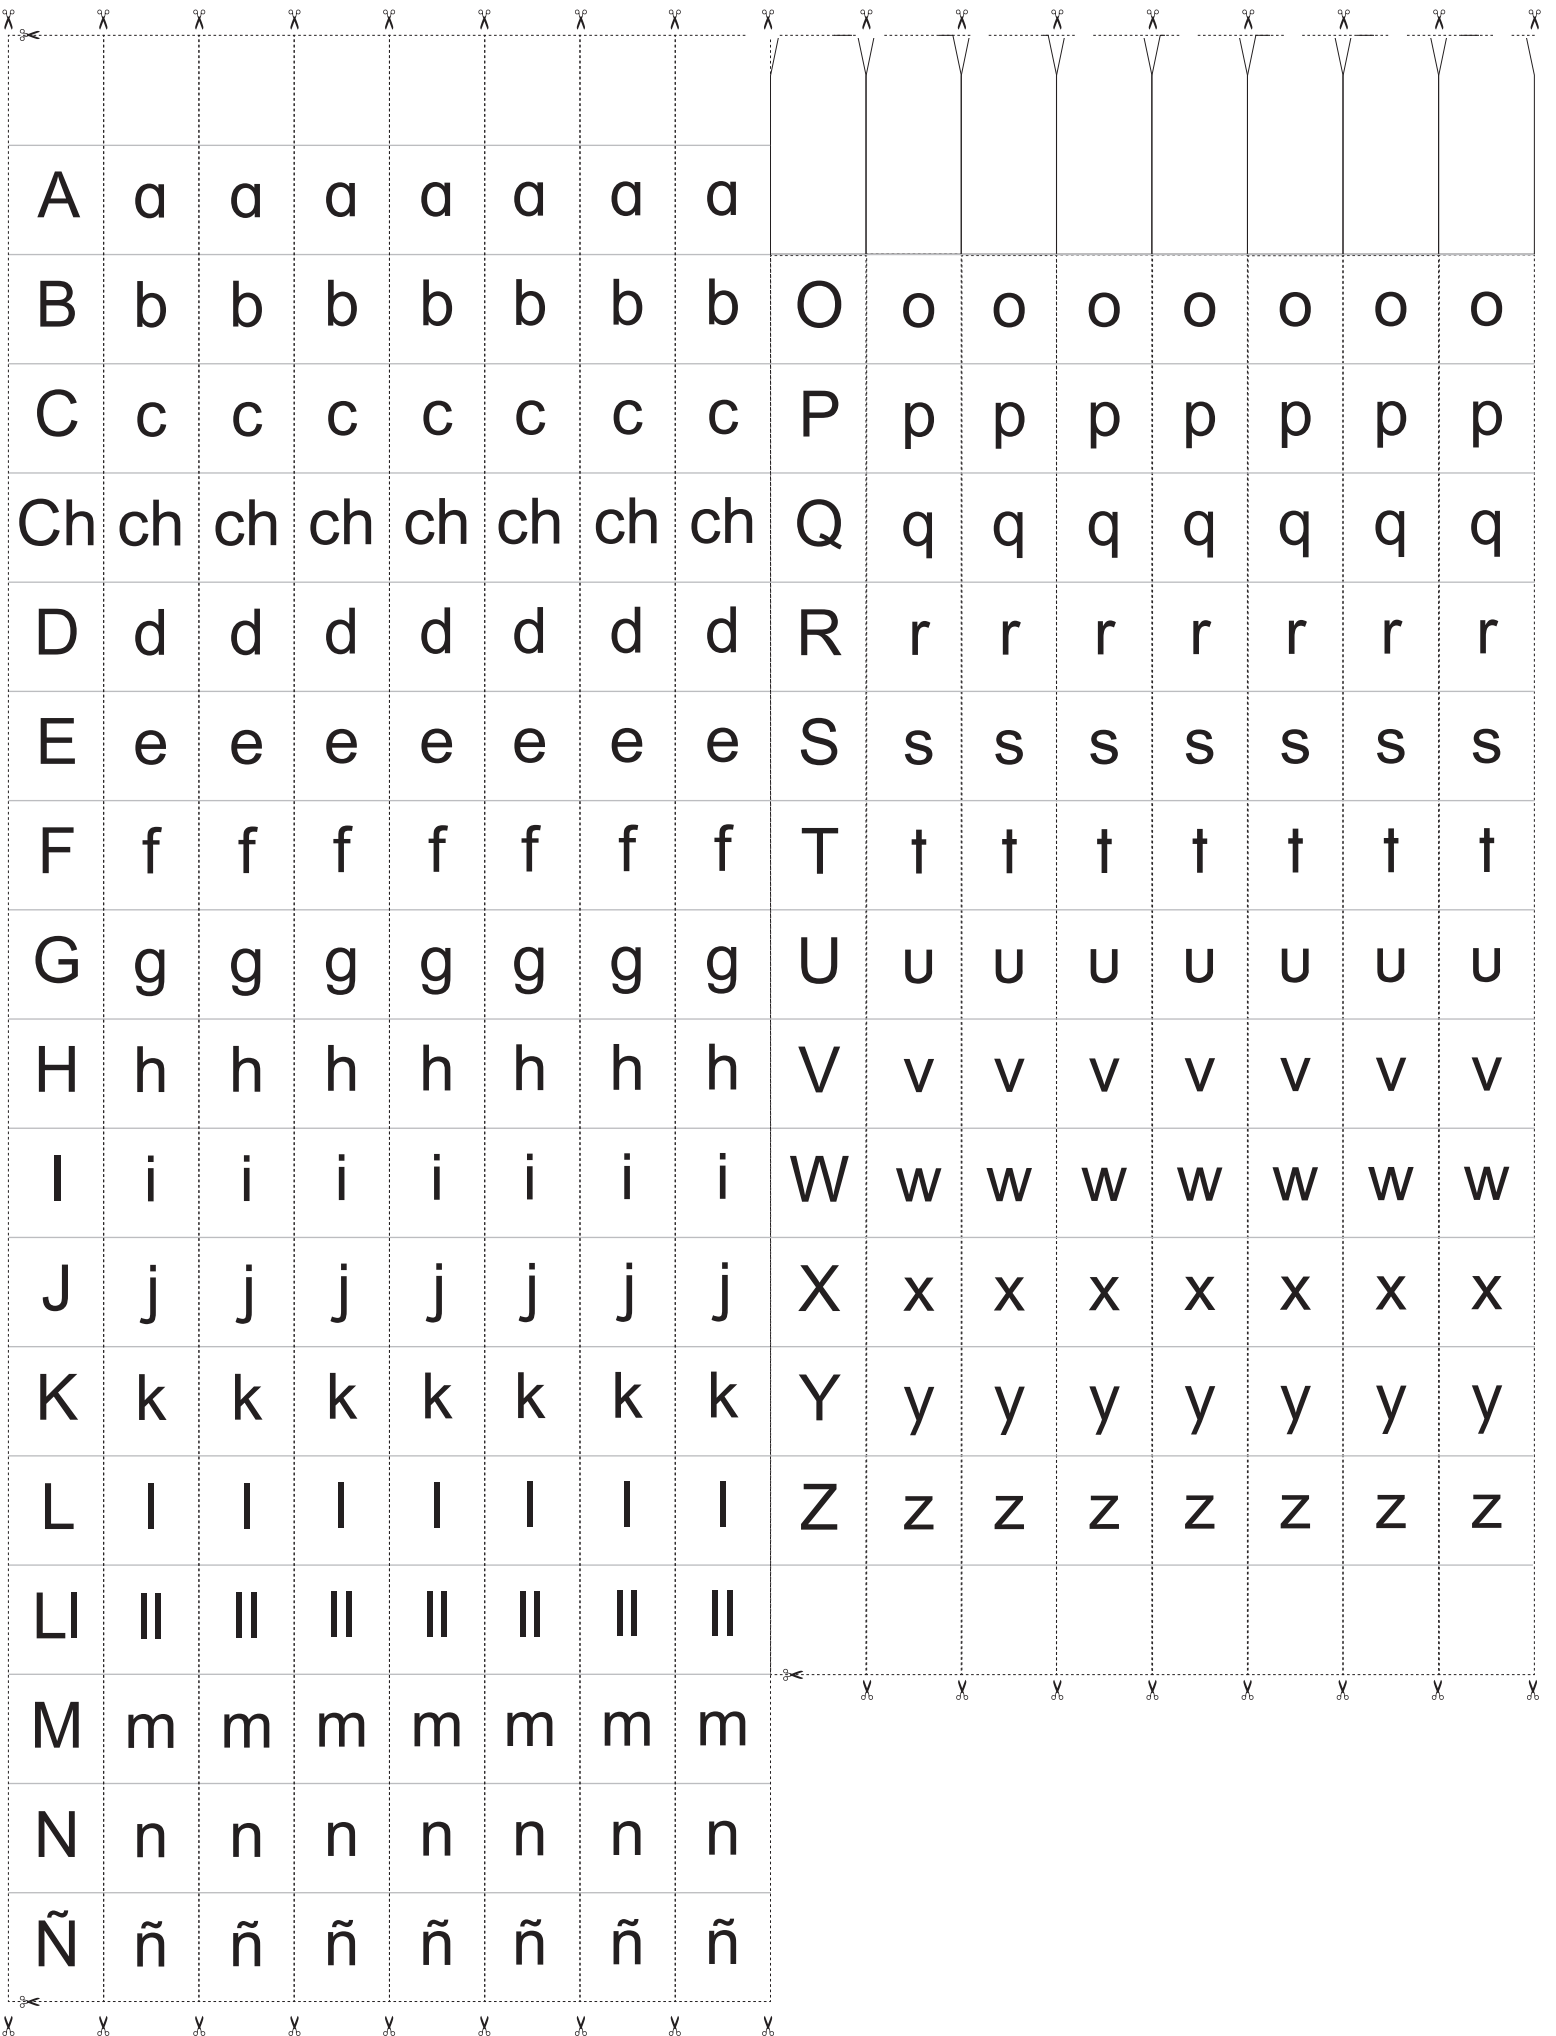 A a a a a a a a
B b b b b b b b
C c c c c c c c
Ch ch ch ch ch ch ch ch
D d d d d d d d
E e e e e e e e
F f f f f f f f
G g g g g g g g
H h h h h h h h
I i i i i i i i
J j j j j j j j
K k k k k k k k
L l l l l l l l
Ll ll ll ll ll ll ll ll
M m m m m m m m
N n n n n n n n
Ñ ñ ñ ñ ñ ñ ñ ñ
O o o o o o o o
P p p p p p p p
Q q q q q q q q
R r r r r r r r
S s s s s s s s
T t t t t t t t
U u u u u u u u
V v v v v v v v
W w w w w w w w
X x x x x x x x
Y y y y y y y y
Z z z z z z z z